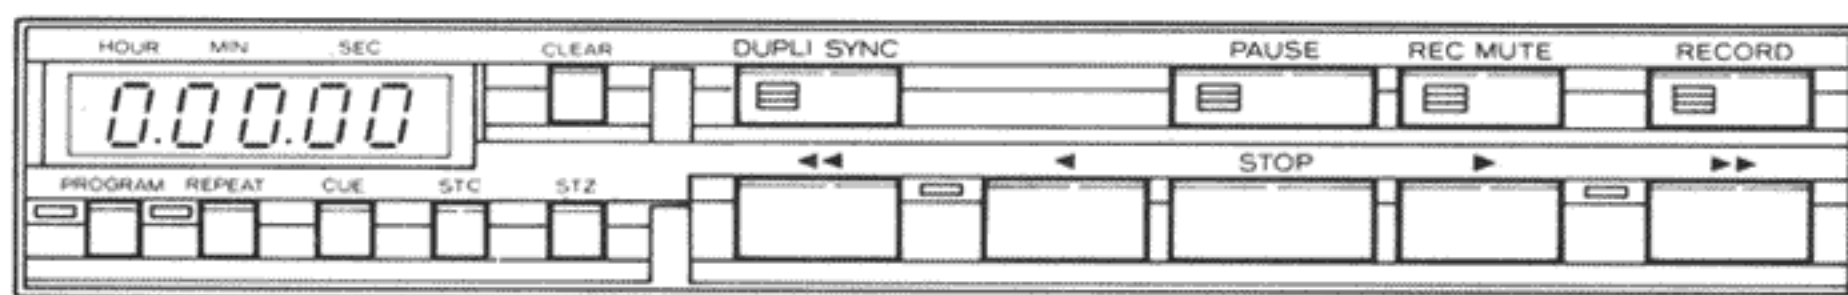 HOUR MIN SEC CLEAR DUPLI SYNC PAUSE REC MUTE RECORD
0.00.00
◀◀ ◀ STOP ▶ ▶▶
PROGRAM REPEAT CUE STC STZ